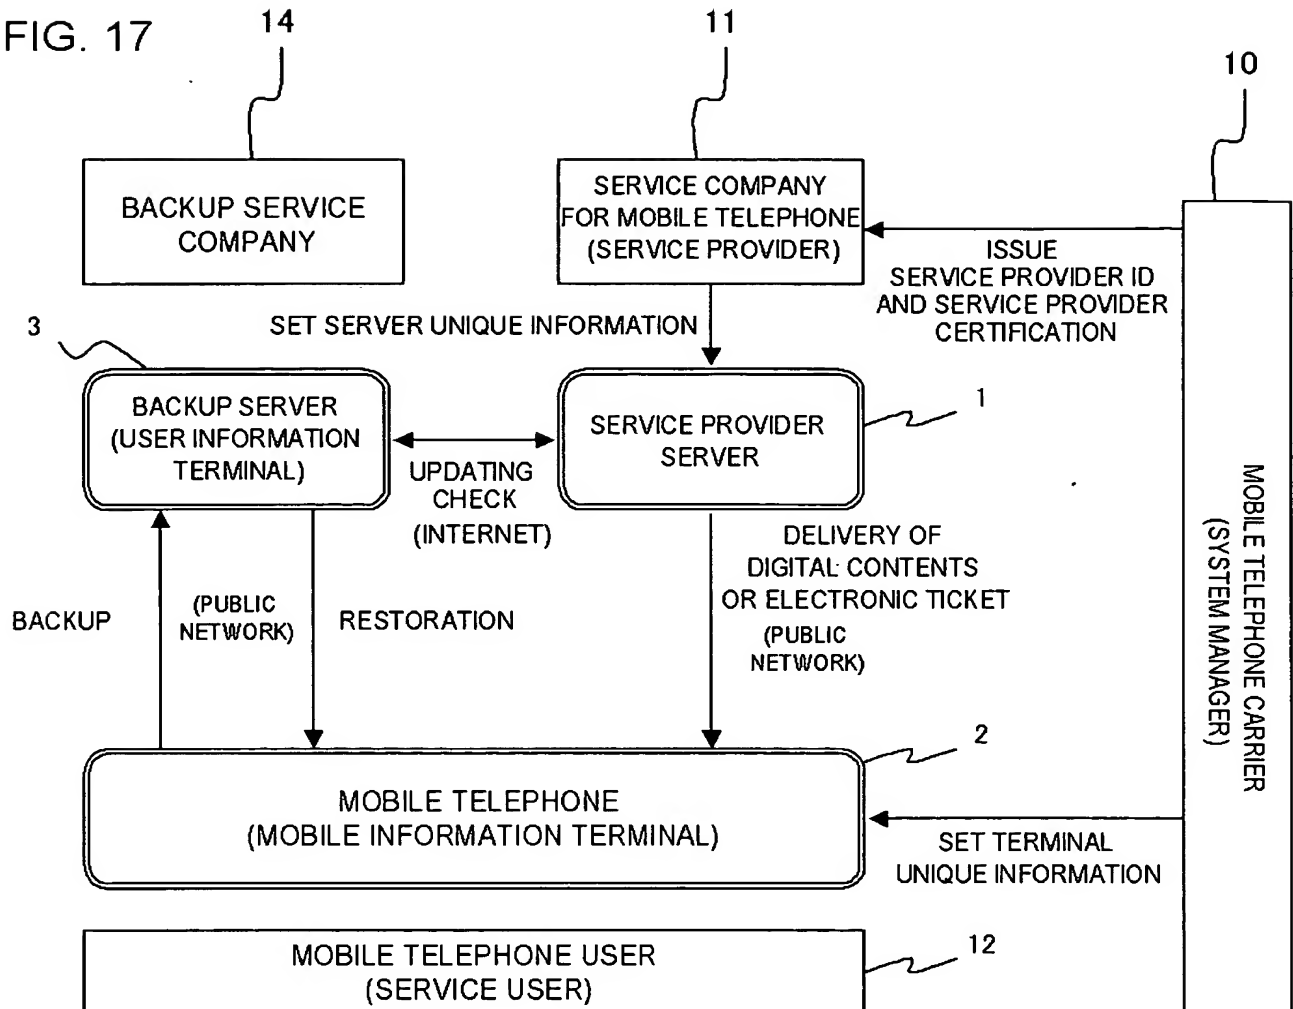 FIG. 17
14
11
10
BACKUP SERVICE
COMPANY
SERVICE COMPANY
FOR MOBILE TELEPHONE
(SERVICE PROVIDER)
ISSUE
SERVICE PROVIDER ID
AND SERVICE PROVIDER
CERTIFICATION
SET SERVER UNIQUE INFORMATION
3
BACKUP SERVER
(USER INFORMATION
TERMINAL)
UPDATING
CHECK
(INTERNET)
SERVICE PROVIDER
SERVER
1
MOBILE TELEPHONE CARRIER
(SYSTEM MANAGER)
BACKUP
(PUBLIC
NETWORK)
RESTORATION
DELIVERY OF
DIGITAL CONTENTS
OR ELECTRONIC TICKET
(PUBLIC
NETWORK)
2
MOBILE TELEPHONE
(MOBILE INFORMATION TERMINAL)
SET TERMINAL
UNIQUE INFORMATION
MOBILE TELEPHONE USER
(SERVICE USER)
12